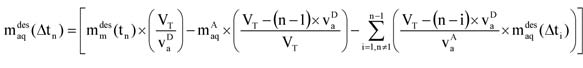 m_aq^des(Δt_n) = [ m_m^des(t_n) × (V_T / v_a^D) − m_aq^A × ((V_T − (n−1) × v_a^D) / V_T) − ∑_{i=1,n≠1}^{n−1} ((V_T − (n−i) × v_a^D) / v_a^A × m_aq^des(Δt_i)) ]